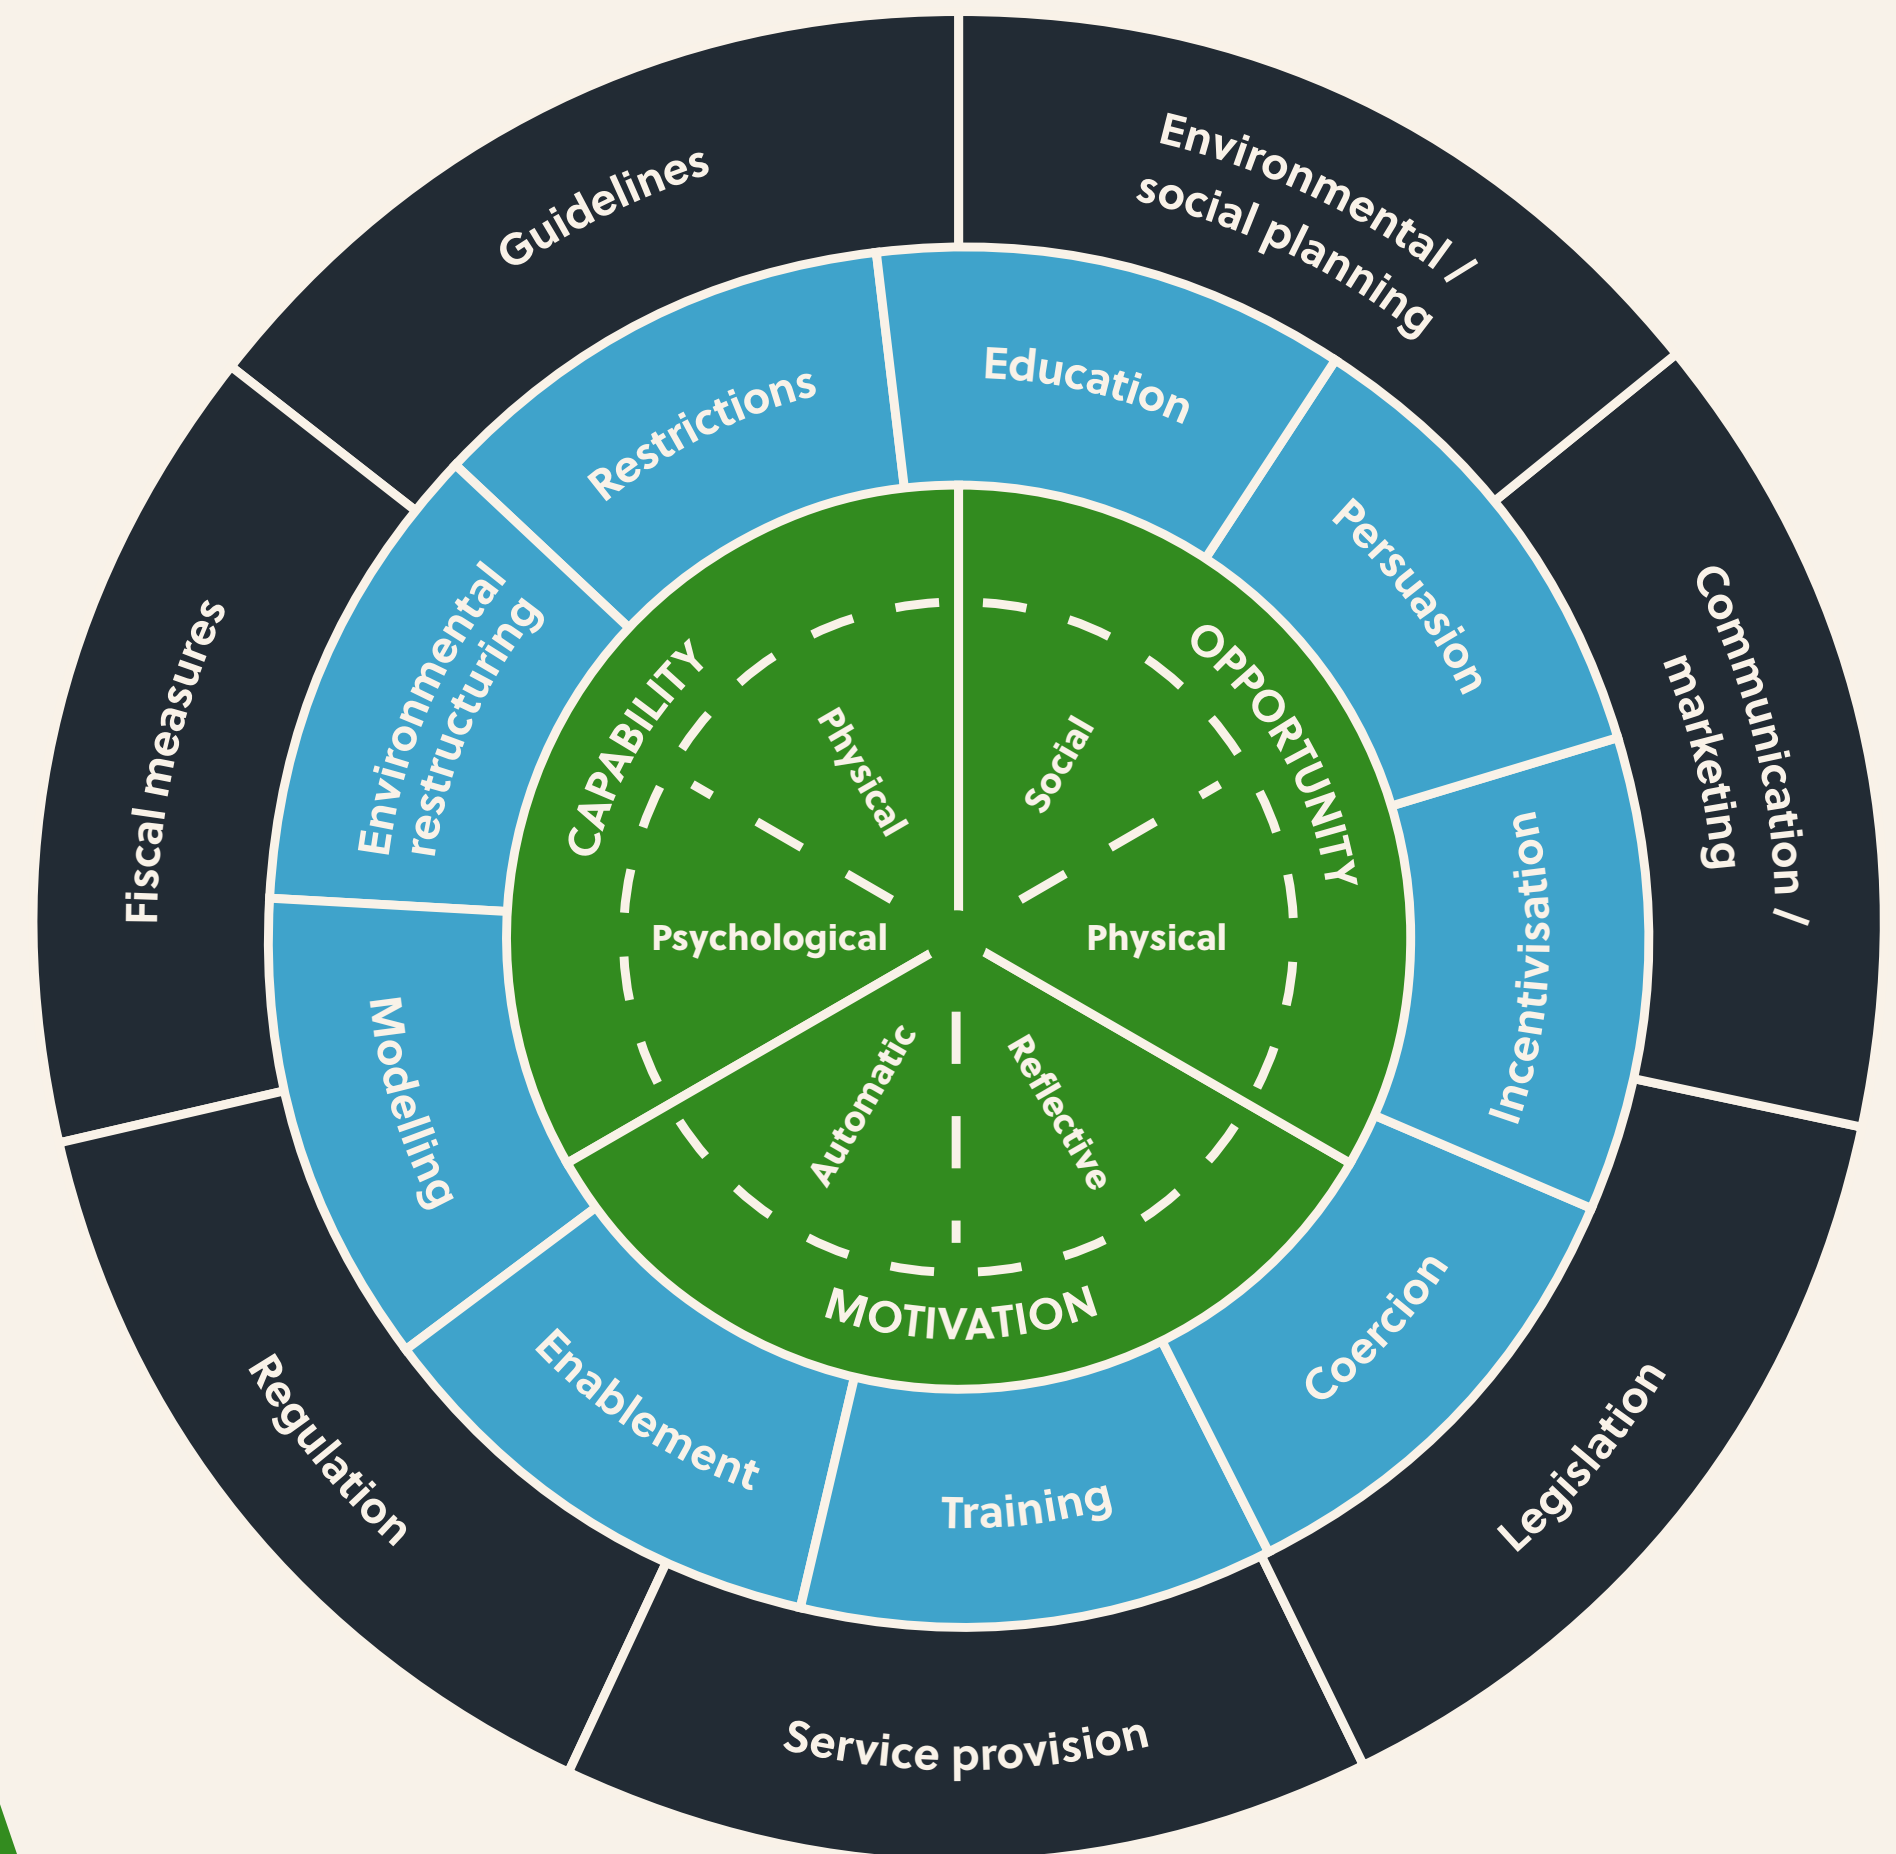 Guidelines
Environmental /
social planning
Communication /
marketing
Legislation
Service provision
Regulation
Fiscal measures
Restrictions
Education
Persuasion
Incentivisation
Coercion
Training
Enablement
Modelling
Environmental
restructuring
CAPABILITY
Physical
Psychological
OPPORTUNITY
Social
Physical
MOTIVATION
Automatic
Reflective